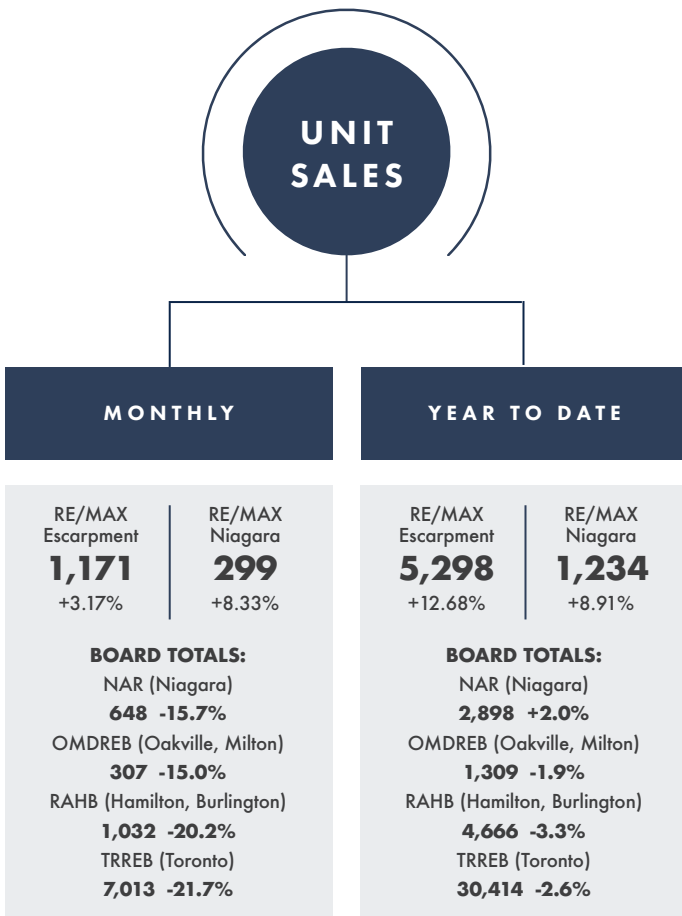 UNIT
SALES
MONTHLY
RE/MAX
Escarpment
1,171
+3.17%
RE/MAX
Niagara
299
+8.33%
BOARD TOTALS:
NAR (Niagara)
648 -15.7%
OMDREB (Oakville, Milton)
307 -15.0%
RAHB (Hamilton, Burlington)
1,032 -20.2%
TRREB (Toronto)
7,013 -21.7%
YEAR TO DATE
RE/MAX
Escarpment
5,298
+12.68%
RE/MAX
Niagara
1,234
+8.91%
BOARD TOTALS:
NAR (Niagara)
2,898 +2.0%
OMDREB (Oakville, Milton)
1,309 -1.9%
RAHB (Hamilton, Burlington)
4,666 -3.3%
TRREB (Toronto)
30,414 -2.6%